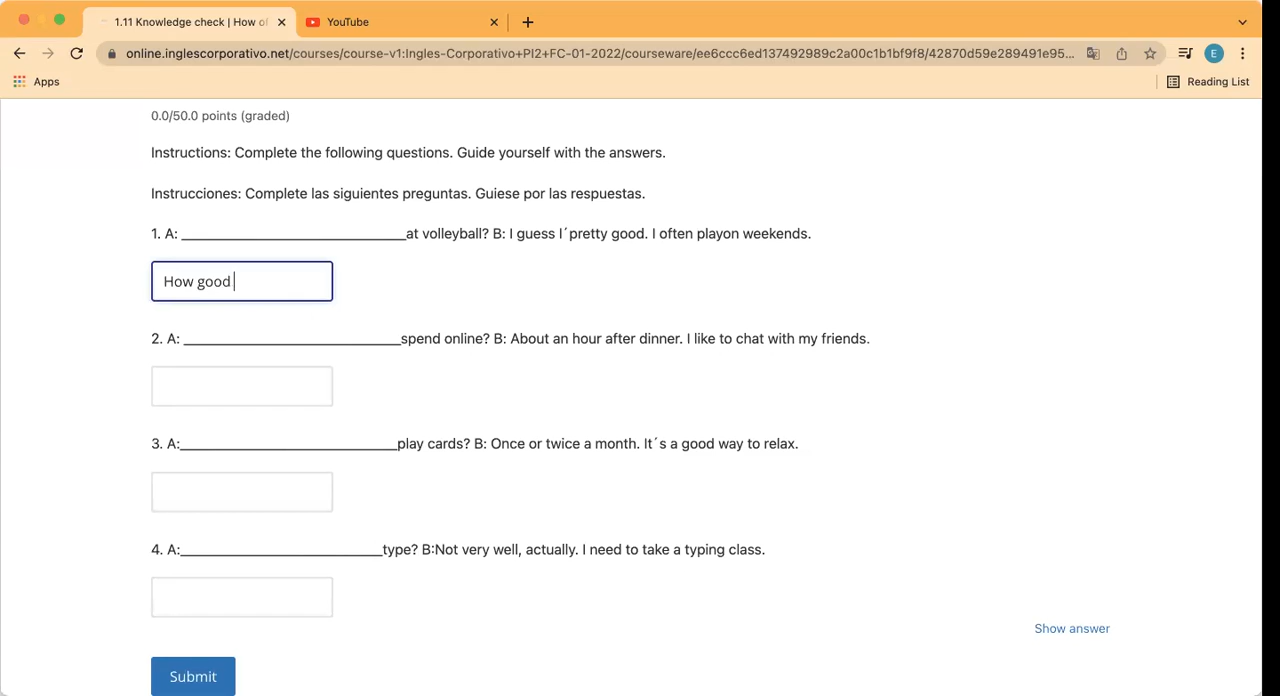 1.11 Knowledge check | How of
YouTube
online.inglescorporativo.net/courses/course-v1:Ingles-Corporativo+PI2+FC-01-2022/courseware/ee6ccc6ed137492989c2a00c1b1bf9f8/42870d59e289491e95...
E
Apps
Reading List
0.0/50.0 points (graded)
Instructions: Complete the following questions. Guide yourself with the answers.
Instrucciones: Complete las siguientes preguntas. Guiese por las respuestas.
1. A: ____________________________at volleyball? B: I guess I´pretty good. I often playon weekends.
How good
2. A: ___________________________spend online? B: About an hour after dinner. I like to chat with my friends.
3. A:___________________________play cards? B: Once or twice a month. It´s a good way to relax.
4. A:_________________________type? B:Not very well, actually. I need to take a typing class.
Show answer
Submit